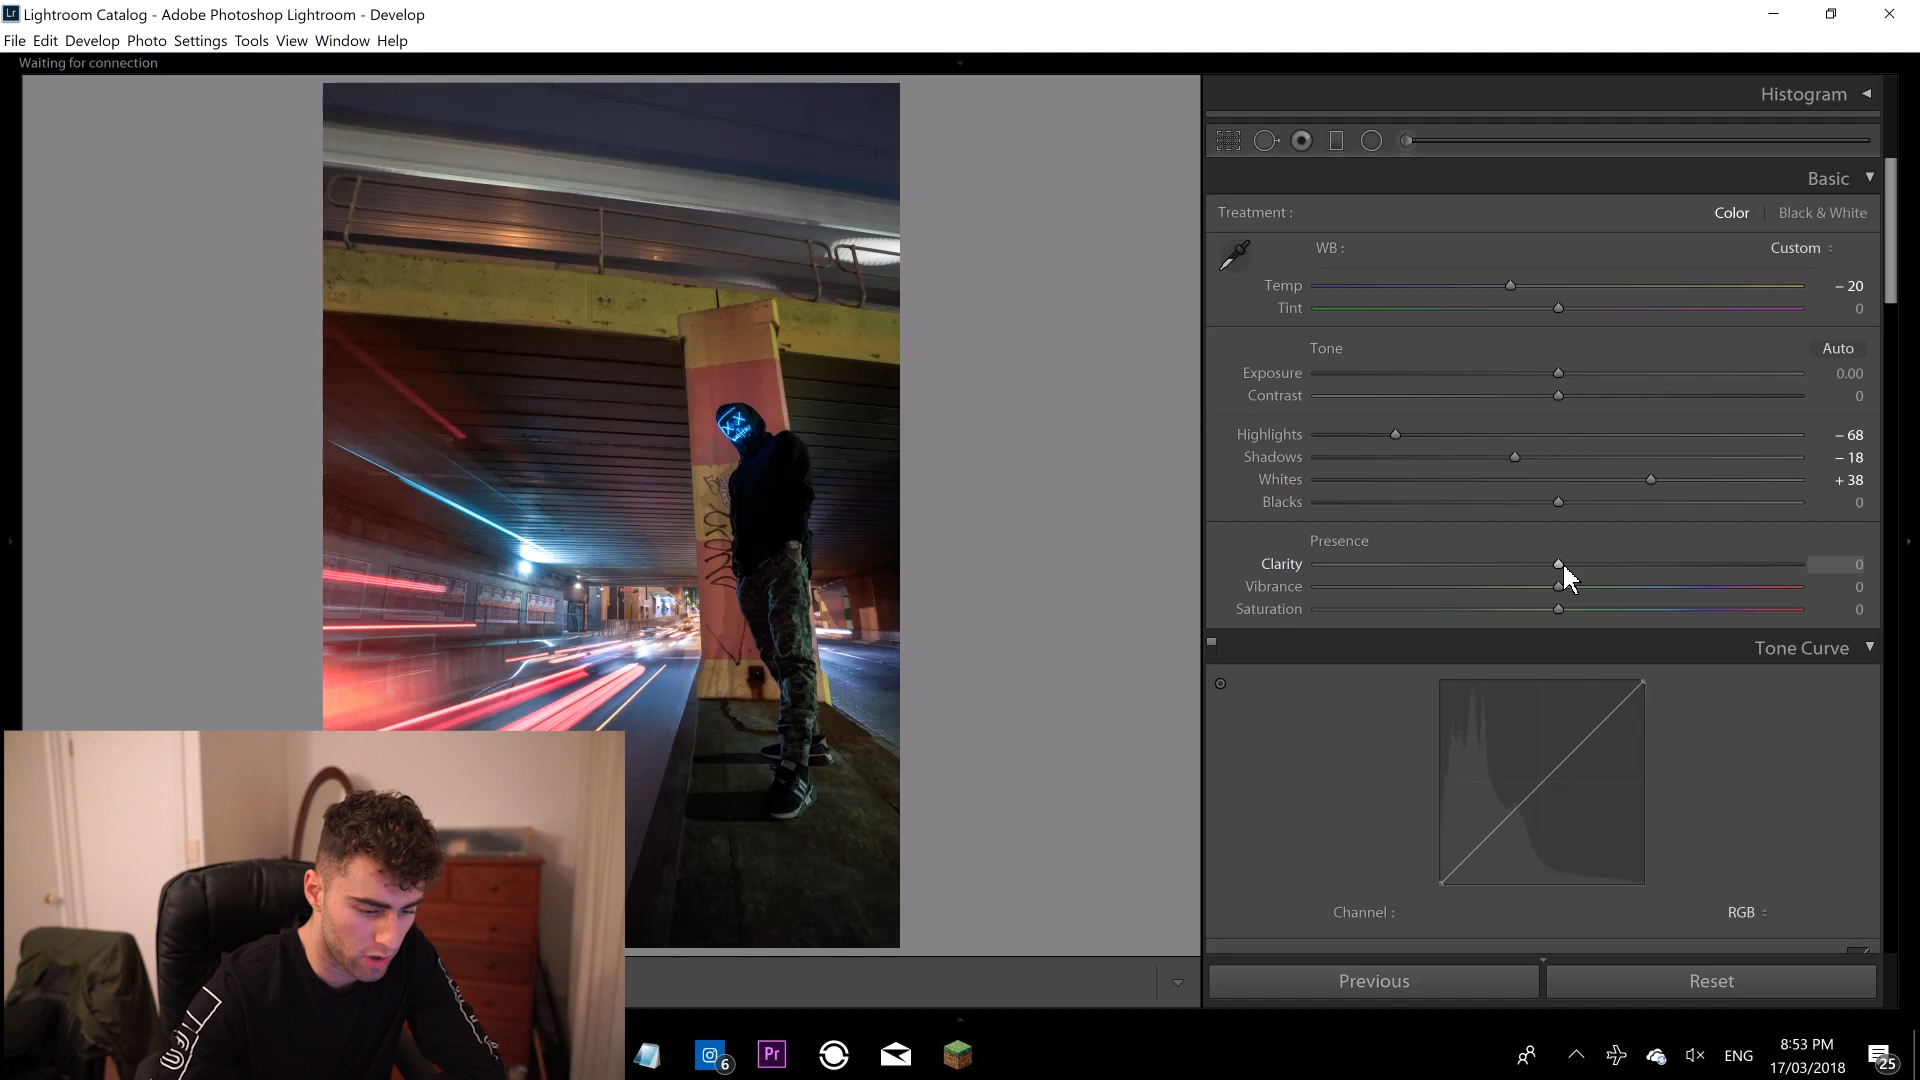 Lr Lightroom Catalog - Adobe Photoshop Lightroom - Develop
File Edit Develop Photo Settings Tools View Window Help
Waiting for connection
Histogram
Basic
Treatment : Color Black & White
WB : Custom
Temp - 20
Tint 0
Tone Auto
Exposure 0.00
Contrast 0
Highlights - 68
Shadows - 18
Whites + 38
Blacks 0
Presence
Clarity 0
Vibrance 0
Saturation 0
Tone Curve
Channel : RGB
Previous Reset
6 Pr ENG 8:53 PM
17/03/2018 25